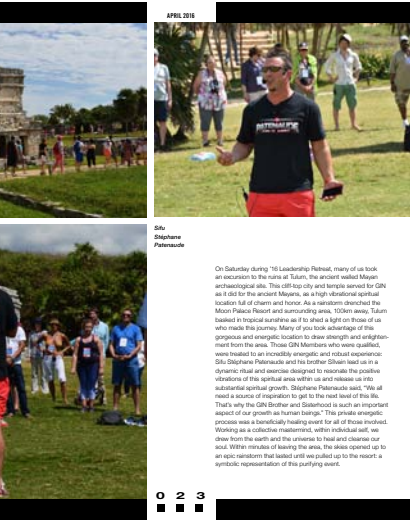 APRIL 2016
PATENAUDE
Sifu
Stéphane
Patenaude
On Saturday during '16 Leadership Retreat, many of us took
an excursion to the ruins at Tulum, the ancient walled Mayan
archaeological site. This cliff-top city and temple served for GIN
as it did for the ancient Mayans, as a high vibrational spiritual
location full of charm and honor. As a rainstorm drenched the
Moon Palace Resort and surrounding area, 100km away, Tulum
basked in tropical sunshine as if to shed a light on those of us
who made this journey. Many of you took advantage of this
gorgeous and energetic location to draw strength and enlighten-
ment from the area. Those GIN Members who were qualified,
were treated to an incredibly energetic and robust experience:
Sifu Stéphane Patenaude and his brother Silvain lead us in a
dynamic ritual and exercise designed to resonate the positive
vibrations of this spiritual area within us and release us into
substantial spiritual growth. Stéphane Patenaude said, "We all
need a source of inspiration to get to the next level of this life.
That's why the GIN Brother and Sisterhood is such an important
aspect of our growth as human beings." This private energetic
process was a beneficially healing event for all of those involved.
Working as a collective mastermind, within individual self, we
drew from the earth and the universe to heal and cleanse our
soul. Within minutes of leaving the area, the skies opened up to
an epic rainstorm that lasted until we pulled up to the resort: a
symbolic representation of this purifying event.
0 2 3